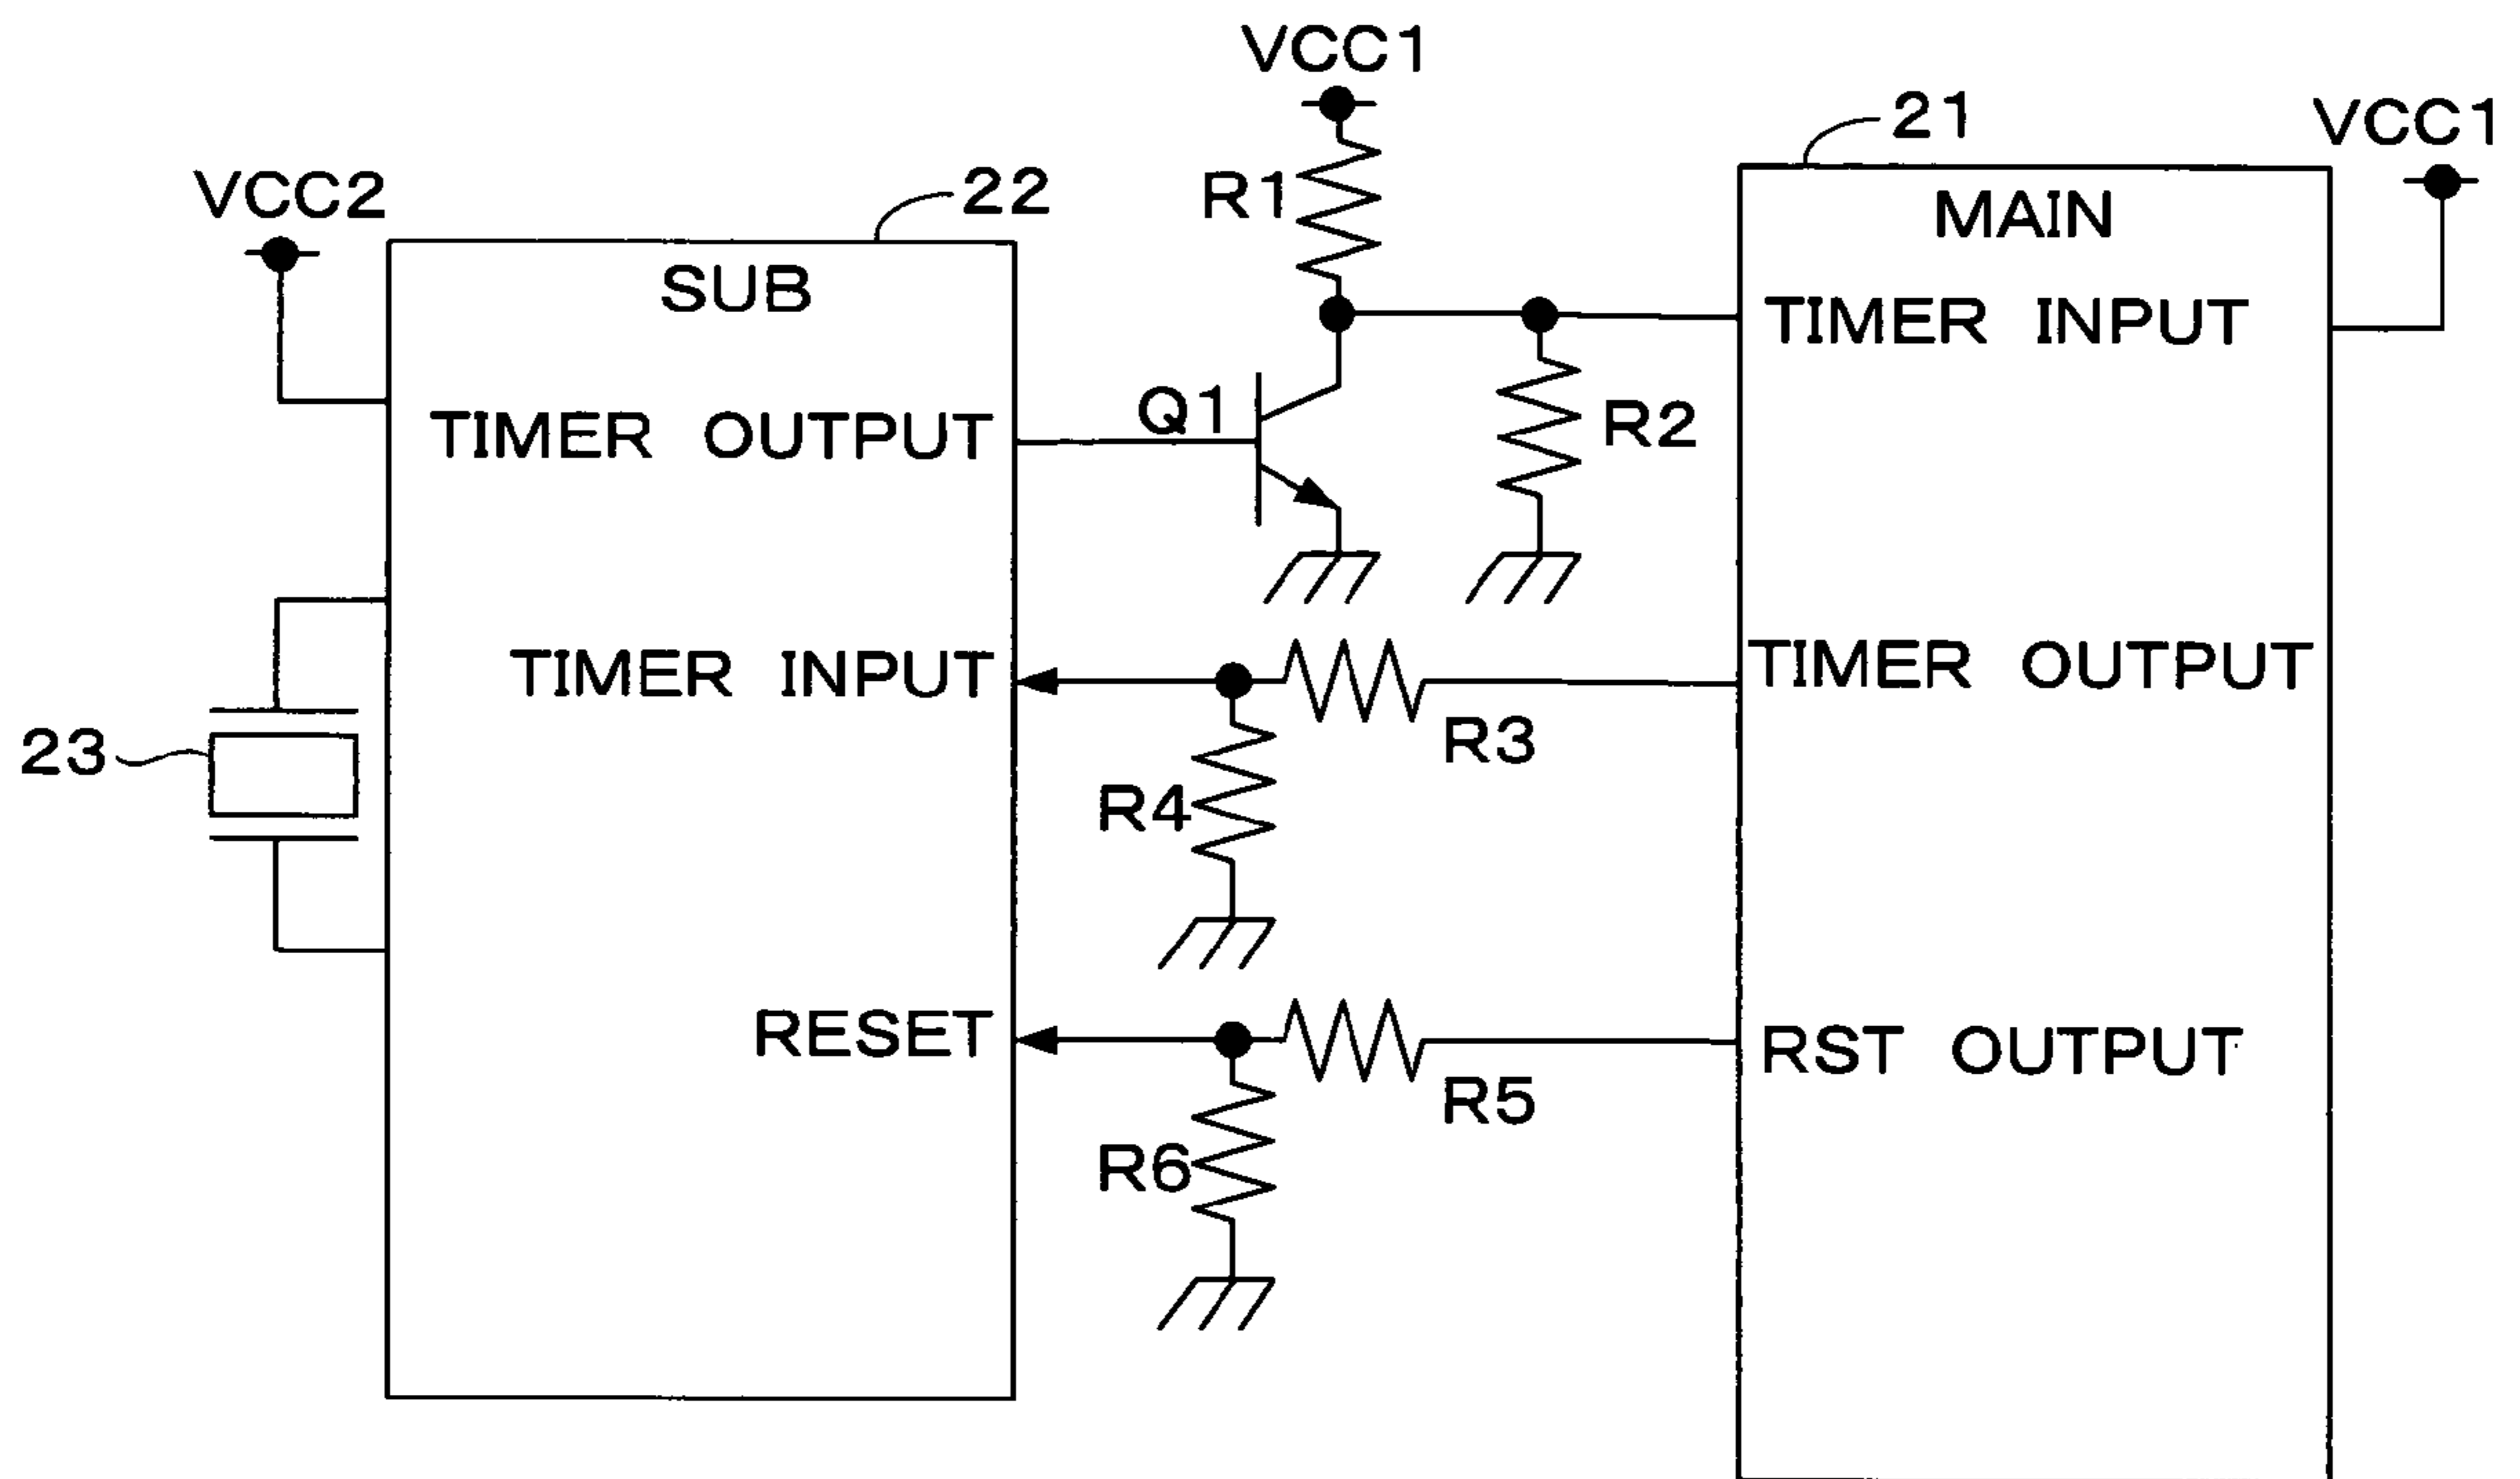 VCC1
21
VCC1
R1
MAIN
VCC2
22
SUB
TIMER INPUT
Q1
R2
TIMER OUTPUT
TIMER INPUT
TIMER OUTPUT
R3
23
R4
RESET
RST OUTPUT
R5
R6